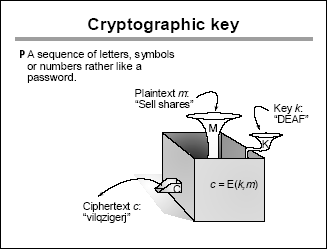 Cryptographic key
P A sequence of letters, symbols
or numbers rather like a
password.
Plaintext m:
“Sell shares”
Key k:
“DEAF”
M
K
c = E(k,m)
C
Ciphertext c:
“vilqzigerj”